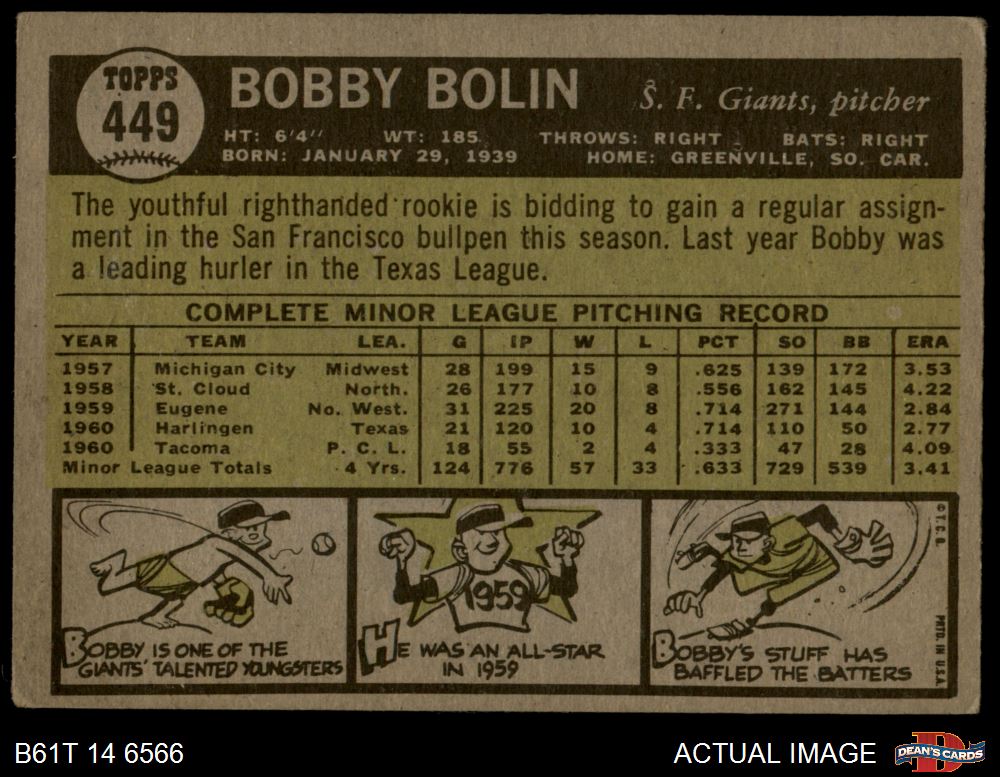 TOPPS
449
BOBBY BOLIN
S. F. Giants, pitcher
HT: 6'4" WT: 185 THROWS: RIGHT BATS: RIGHT
BORN: JANUARY 29, 1939 HOME: GREENVILLE, SO. CAR.
The youthful righthanded rookie is bidding to gain a regular assign-
ment in the San Francisco bullpen this season. Last year Bobby was
a leading hurler in the Texas League.
COMPLETE MINOR LEAGUE PITCHING RECORD
YEAR TEAM LEA. G IP W L PCT SO BB ERA
1957 Michigan City Midwest 28 199 15 9 .625 139 172 3.53
1958 St. Cloud North. 26 177 10 8 .556 162 145 4.22
1959 Eugene No. West. 31 225 20 8 .714 271 144 2.84
1960 Harlingen Texas 21 120 10 4 .714 110 50 2.77
1960 Tacoma P. C. L. 18 55 2 4 .333 47 28 4.09
Minor League Totals 4 Yrs. 124 776 57 33 .633 729 539 3.41
BOBBY IS ONE OF THE
GIANTS' TALENTED YOUNGSTERS
1959
HE WAS AN ALL-STAR
IN 1959
BOBBY'S STUFF HAS
BAFFLED THE BATTERS
© T.C.G. PRTD. IN U.S.A.
B61T 14 6566
ACTUAL IMAGE
DEAN'S CARDS